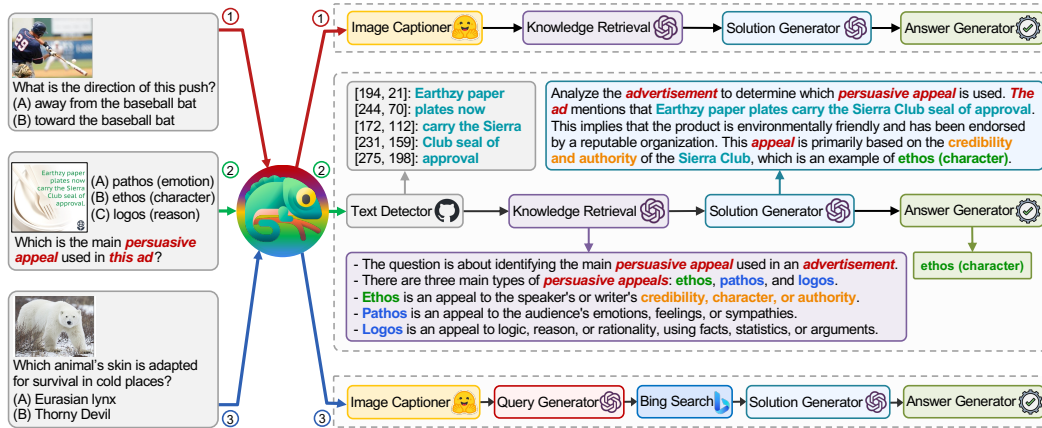 29
What is the direction of this push?
(A) away from the baseball bat
(B) toward the baseball bat
Earthzy paper
plates now
carry the Sierra
Club seal of
approval.
(A) pathos (emotion)
(B) ethos (character)
(C) logos (reason)
Which is the main persuasive
appeal used in this ad?
Which animal's skin is adapted
for survival in cold places?
(A) Eurasian lynx
(B) Thorny Devil
1
2
3
1
Image Captioner
Knowledge Retrieval
Solution Generator
Answer Generator
2
[194, 21]: Earthzy paper
[244, 70]: plates now
[172, 112]: carry the Sierra
[231, 159]: Club seal of
[275, 198]: approval
Analyze the advertisement to determine which persuasive appeal is used. The
ad mentions that Earthzy paper plates carry the Sierra Club seal of approval.
This implies that the product is environmentally friendly and has been endorsed
by a reputable organization. This appeal is primarily based on the credibility
and authority of the Sierra Club, which is an example of ethos (character).
Text Detector
Knowledge Retrieval
Solution Generator
Answer Generator
- The question is about identifying the main persuasive appeal used in an advertisement.
- There are three main types of persuasive appeals: ethos, pathos, and logos.
- Ethos is an appeal to the speaker's or writer's credibility, character, or authority.
- Pathos is an appeal to the audience's emotions, feelings, or sympathies.
- Logos is an appeal to logic, reason, or rationality, using facts, statistics, or arguments.
ethos (character)
3
Image Captioner
Query Generator
Bing Search
Solution Generator
Answer Generator